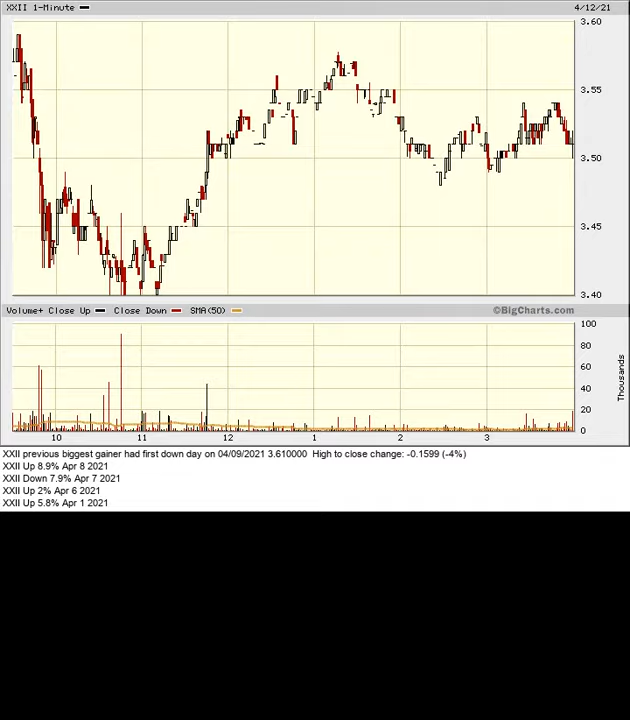 XXII 1-Minute 4/12/21
3.60
3.55
3.50
3.45
3.40
Volume+ Close Up Close Down SMA(50) ©BigCharts.com
100
80
60
40
20
0
Thousands
10 11 12 1 2 3
XXII previous biggest gainer had first down day on 04/09/2021 3.610000 High to close change: -0.1599 (-4%)
XXII Up 8.9% Apr 8 2021
XXII Down 7.9% Apr 7 2021
XXII Up 2% Apr 6 2021
XXII Up 5.8% Apr 1 2021